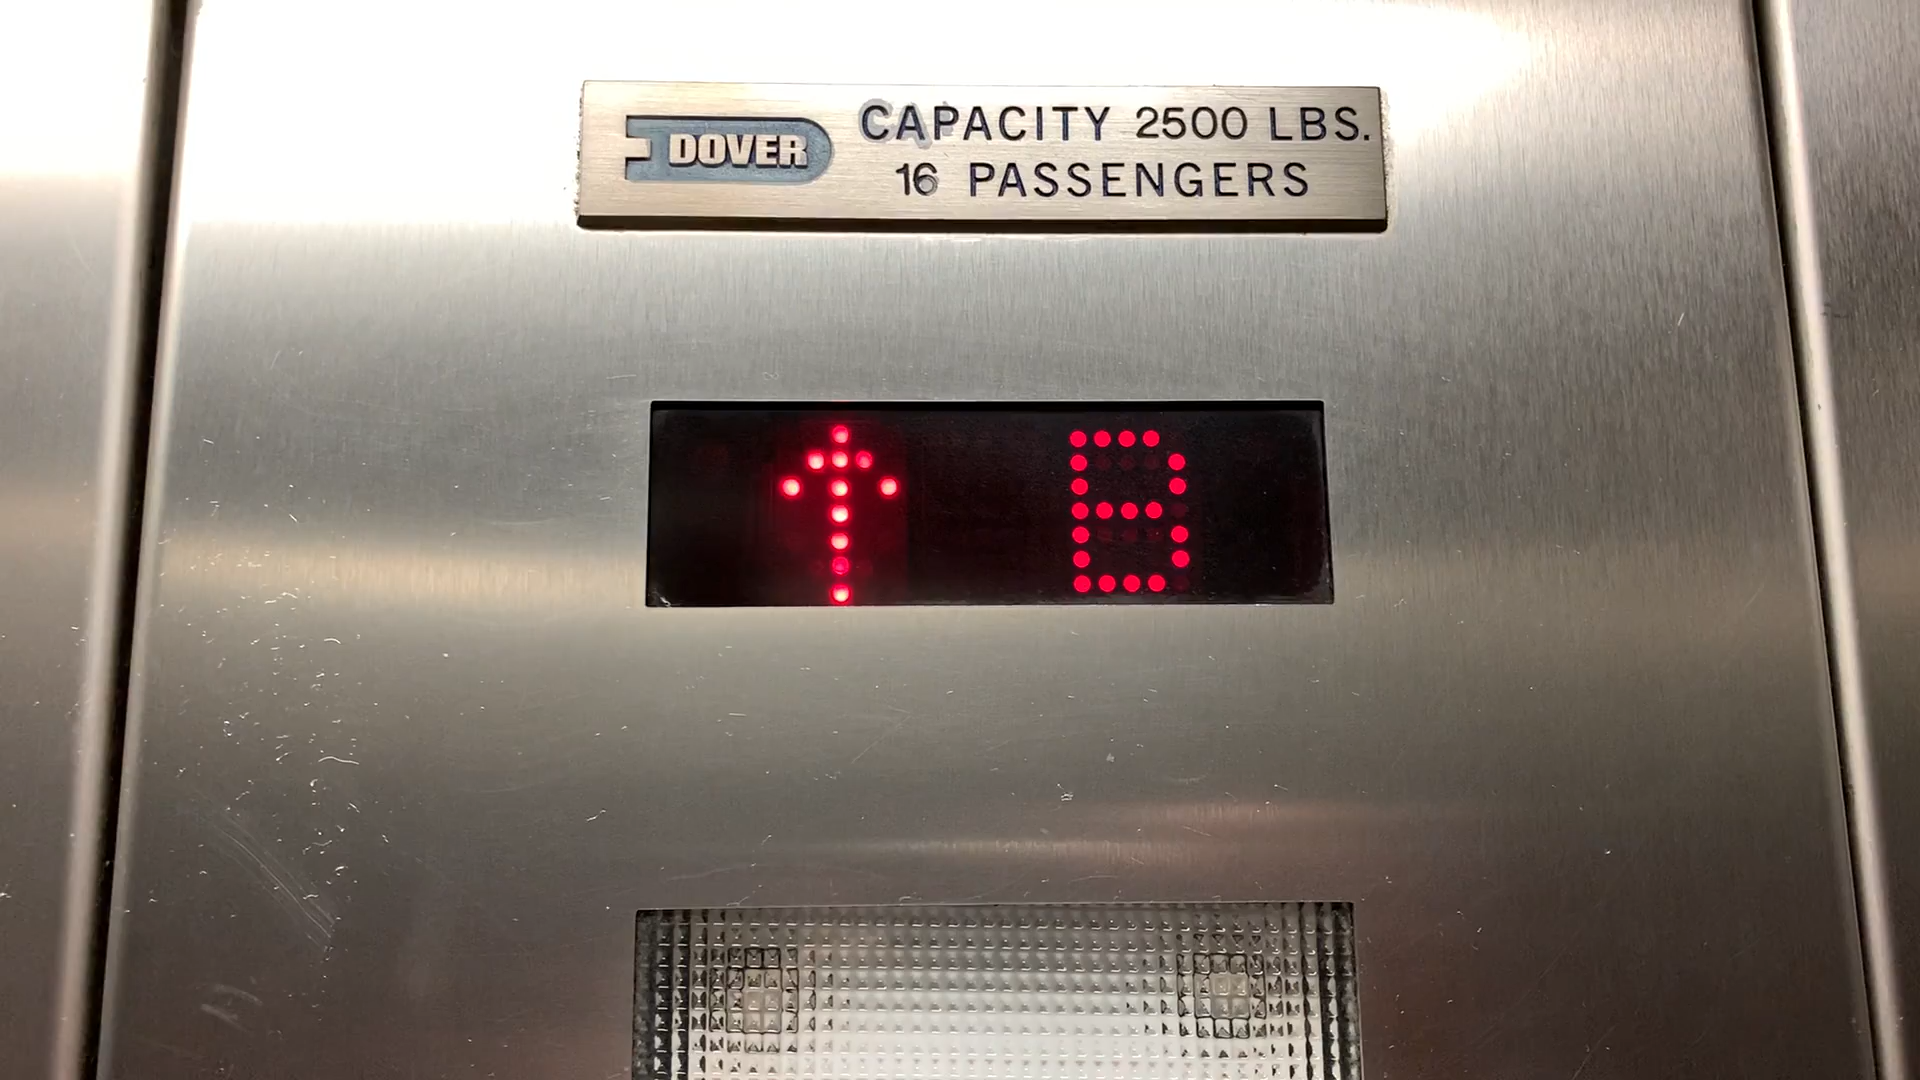 DOVER
CAPACITY 2500 LBS.
16 PASSENGERS
↑ B